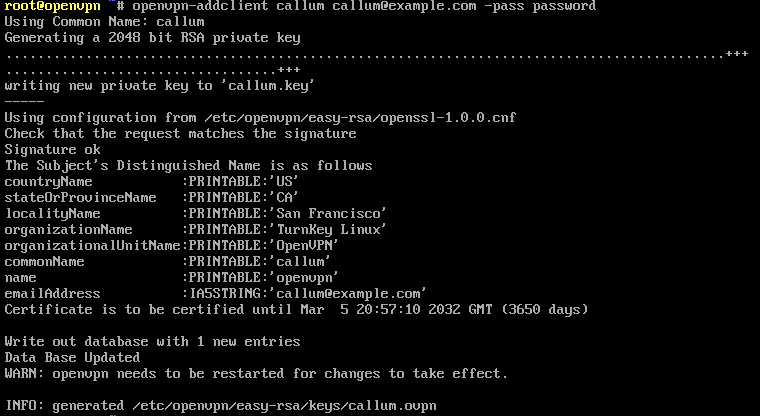 root@openvpn ~# openvpn-addclient callum callum@example.com -pass password
Using Common Name: callum
Generating a 2048 bit RSA private key
..........................................................................................+++
..................................+++
writing new private key to 'callum.key'
-----
Using configuration from /etc/openvpn/easy-rsa/openssl-1.0.0.cnf
Check that the request matches the signature
Signature ok
The Subject's Distinguished Name is as follows
countryName           :PRINTABLE:'US'
stateOrProvinceName   :PRINTABLE:'CA'
localityName          :PRINTABLE:'San Francisco'
organizationName      :PRINTABLE:'TurnKey Linux'
organizationalUnitName:PRINTABLE:'OpenVPN'
commonName            :PRINTABLE:'callum'
name                  :PRINTABLE:'openvpn'
emailAddress          :IA5STRING:'callum@example.com'
Certificate is to be certified until Mar  5 20:57:10 2032 GMT (3650 days)

Write out database with 1 new entries
Data Base Updated
WARN: openvpn needs to be restarted for changes to take effect.

INFO: generated /etc/openvpn/easy-rsa/keys/callum.ovpn